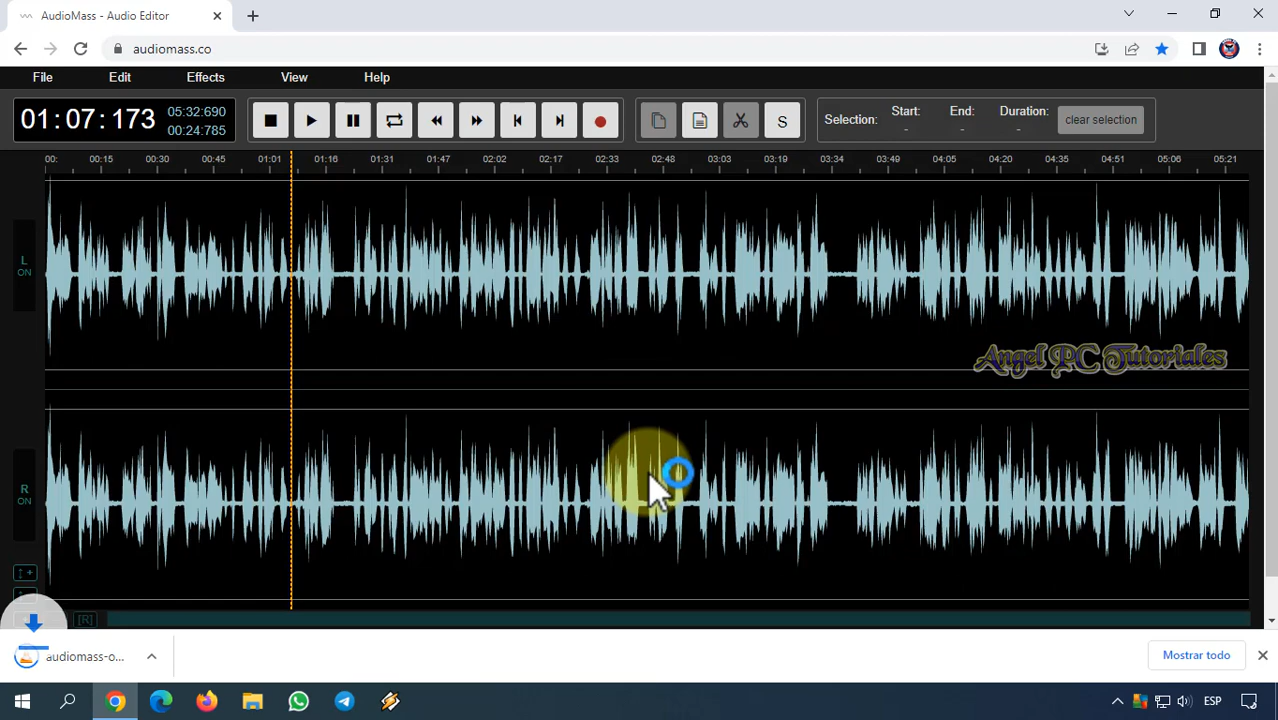 AudioMass - Audio Editor
audiomass.co
File Edit Effects View Help
01:07:173
05:32:690
00:24:785
S
Selection:
Start:
-
End:
-
Duration:
-
clear selection
00: 00:15 00:30 00:45 01:01 01:16 01:31 01:47 02:02 02:17 02:33 02:48 03:03 03:19 03:34 03:49 04:05 04:20 04:35 04:51 05:06 05:21
L
ON
Angel PC Tutoriales
R
ON
[R]
audiomass-o...
Mostrar todo
ESP